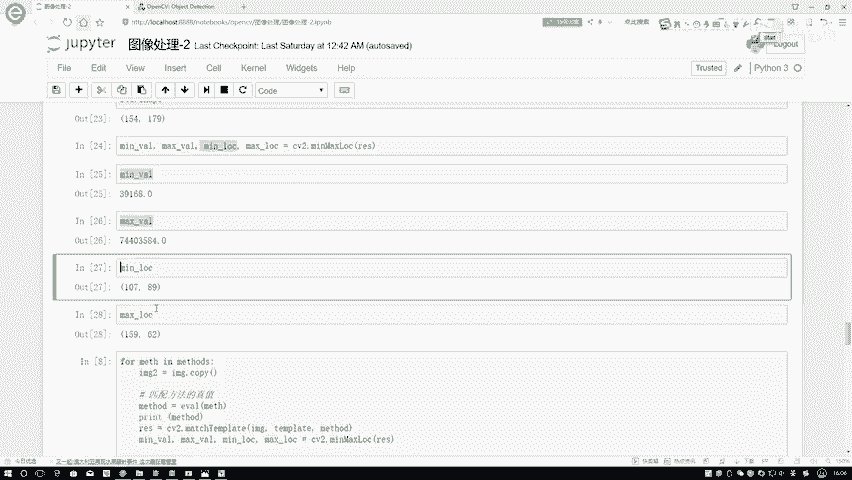 图像处理-2
OpenCV: Object Detection
http://localhost:8888/notebooks/opencv/图像处理/图像处理-2.ipynb
jupyter 图像处理-2 Last Checkpoint: Last Saturday at 12:42 AM (autosaved)
Logout
File Edit View Insert Cell Kernel Widgets Help
Trusted Python 3
Code
Out[23]: (154, 179)
In [24]: min_val, max_val, min_loc, max_loc = cv2.minMaxLoc(res)
In [25]: min_val
Out[25]: 39168.0
In [26]: max_val
Out[26]: 74403584.0
In [27]: min_loc
Out[27]: (107, 89)
In [28]: max_loc
Out[28]: (159, 62)
In [8]: for meth in methods:
img2 = img.copy()
# 匹配方法的真值
method = eval(meth)
print (method)
res = cv2.matchTemplate(img, template, method)
min_val, max_val, min_loc, max_loc = cv2.minMaxLoc(res)
16:06